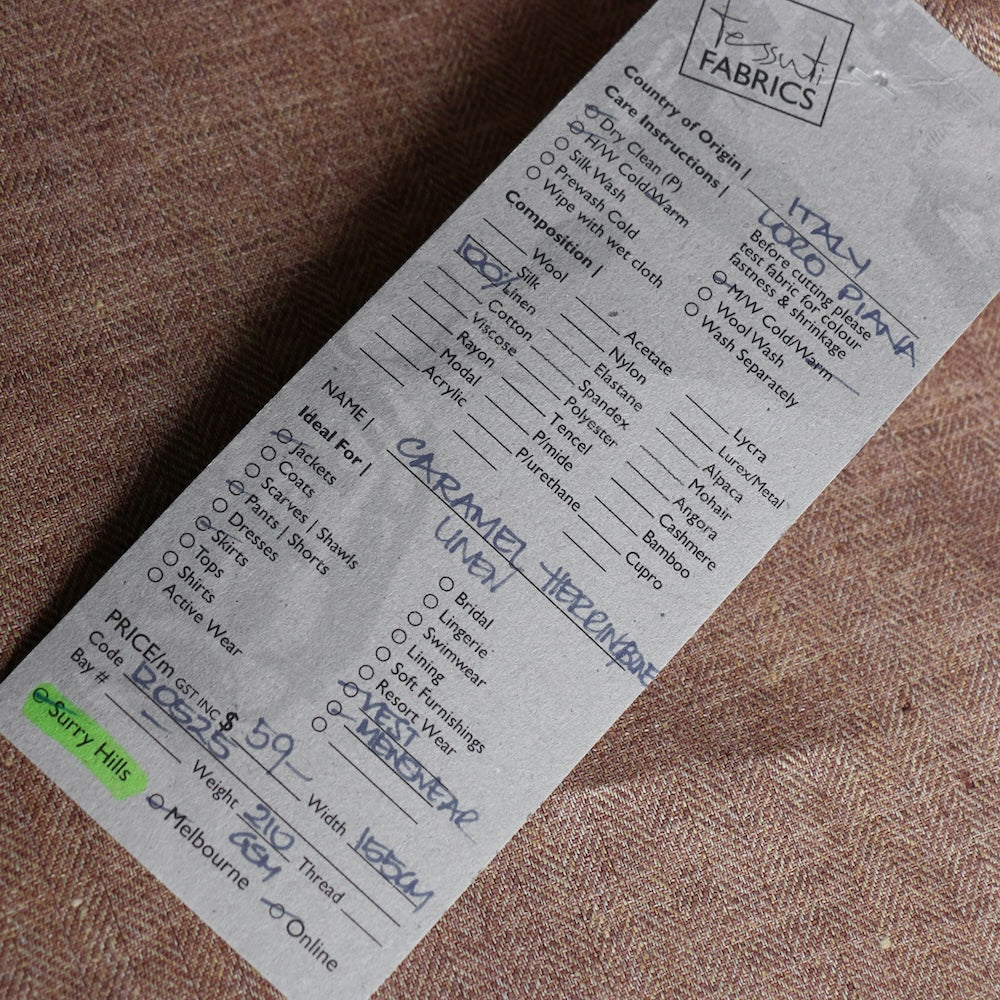 tessuti
FABRICS
Country of Origin | ITALY
LORO PIANA
Care Instructions |
Dry Clean (P)
H/W Cold/Warm
Silk Wash
Prewash Cold
Wipe with wet cloth
Before cutting please
test fabric for colour
fastness & shrinkage
M/W Cold/Warm
Wool Wash
Wash Separately
Composition |
Wool
Silk
100% Linen
Cotton
Viscose
Rayon
Modal
Acrylic
Acetate
Nylon
Elastane
Spandex
Polyester
Tencel
P/mide
P/urethane
Lycra
Lurex/Metal
Alpaca
Mohair
Angora
Cashmere
Bamboo
Cupro
NAME | CARAMEL HERRINGBONE
LINEN
Ideal For |
Jackets
Coats
Scarves | Shawls
Pants | Shorts
Dresses
Skirts
Tops
Shirts
Active Wear
Bridal
Lingerie
Swimwear
Lining
Soft Furnishings
Resort Wear
VEST
MENSWEAR
PRICE/m GST INC $ 59-
Code Width 155CM
Bay # — Weight 210 GSM Thread
Surry Hills
Melbourne
Online